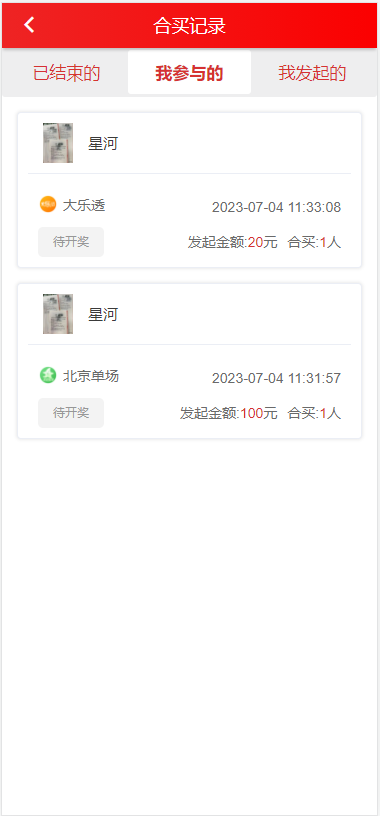 合买记录
已结束的 我参与的 我发起的
星河
大乐透 2023-07-04 11:33:08
待开奖 发起金额:20元 合买:1人
星河
北京单场 2023-07-04 11:31:57
待开奖 发起金额:100元 合买:1人